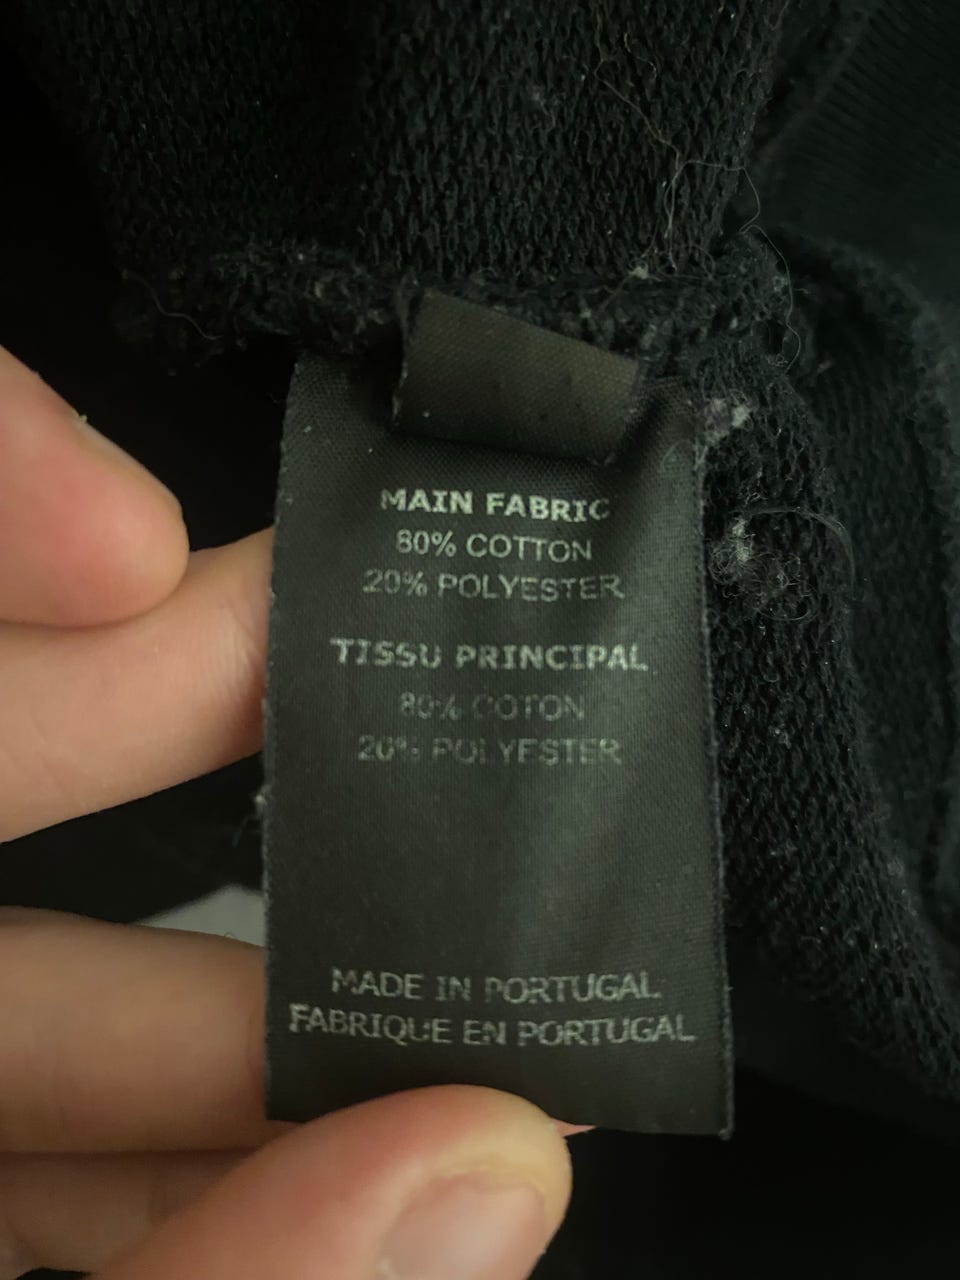 MAIN FABRIC
80% COTTON
20% POLYESTER
TISSU PRINCIPAL
80% COTON
20% POLYESTER
MADE IN PORTUGAL
FABRIQUE EN PORTUGAL